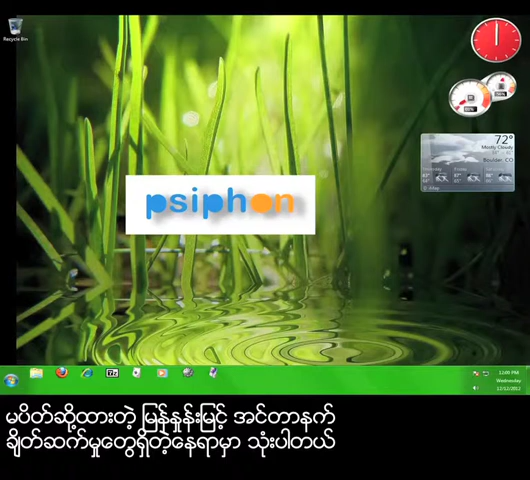 Recycle Bin
72°
Mostly Cloudy
Boulder, CO
psiphon
12:00 PM
Wednesday
12/12/2012
မပိတ်ဆို့ထားတဲ့ မြန်နှုန်းမြင့် အင်တာနက်
ချိတ်ဆက်မှုတွေရှိတဲ့နေရာမှာ သုံးပါတယ်